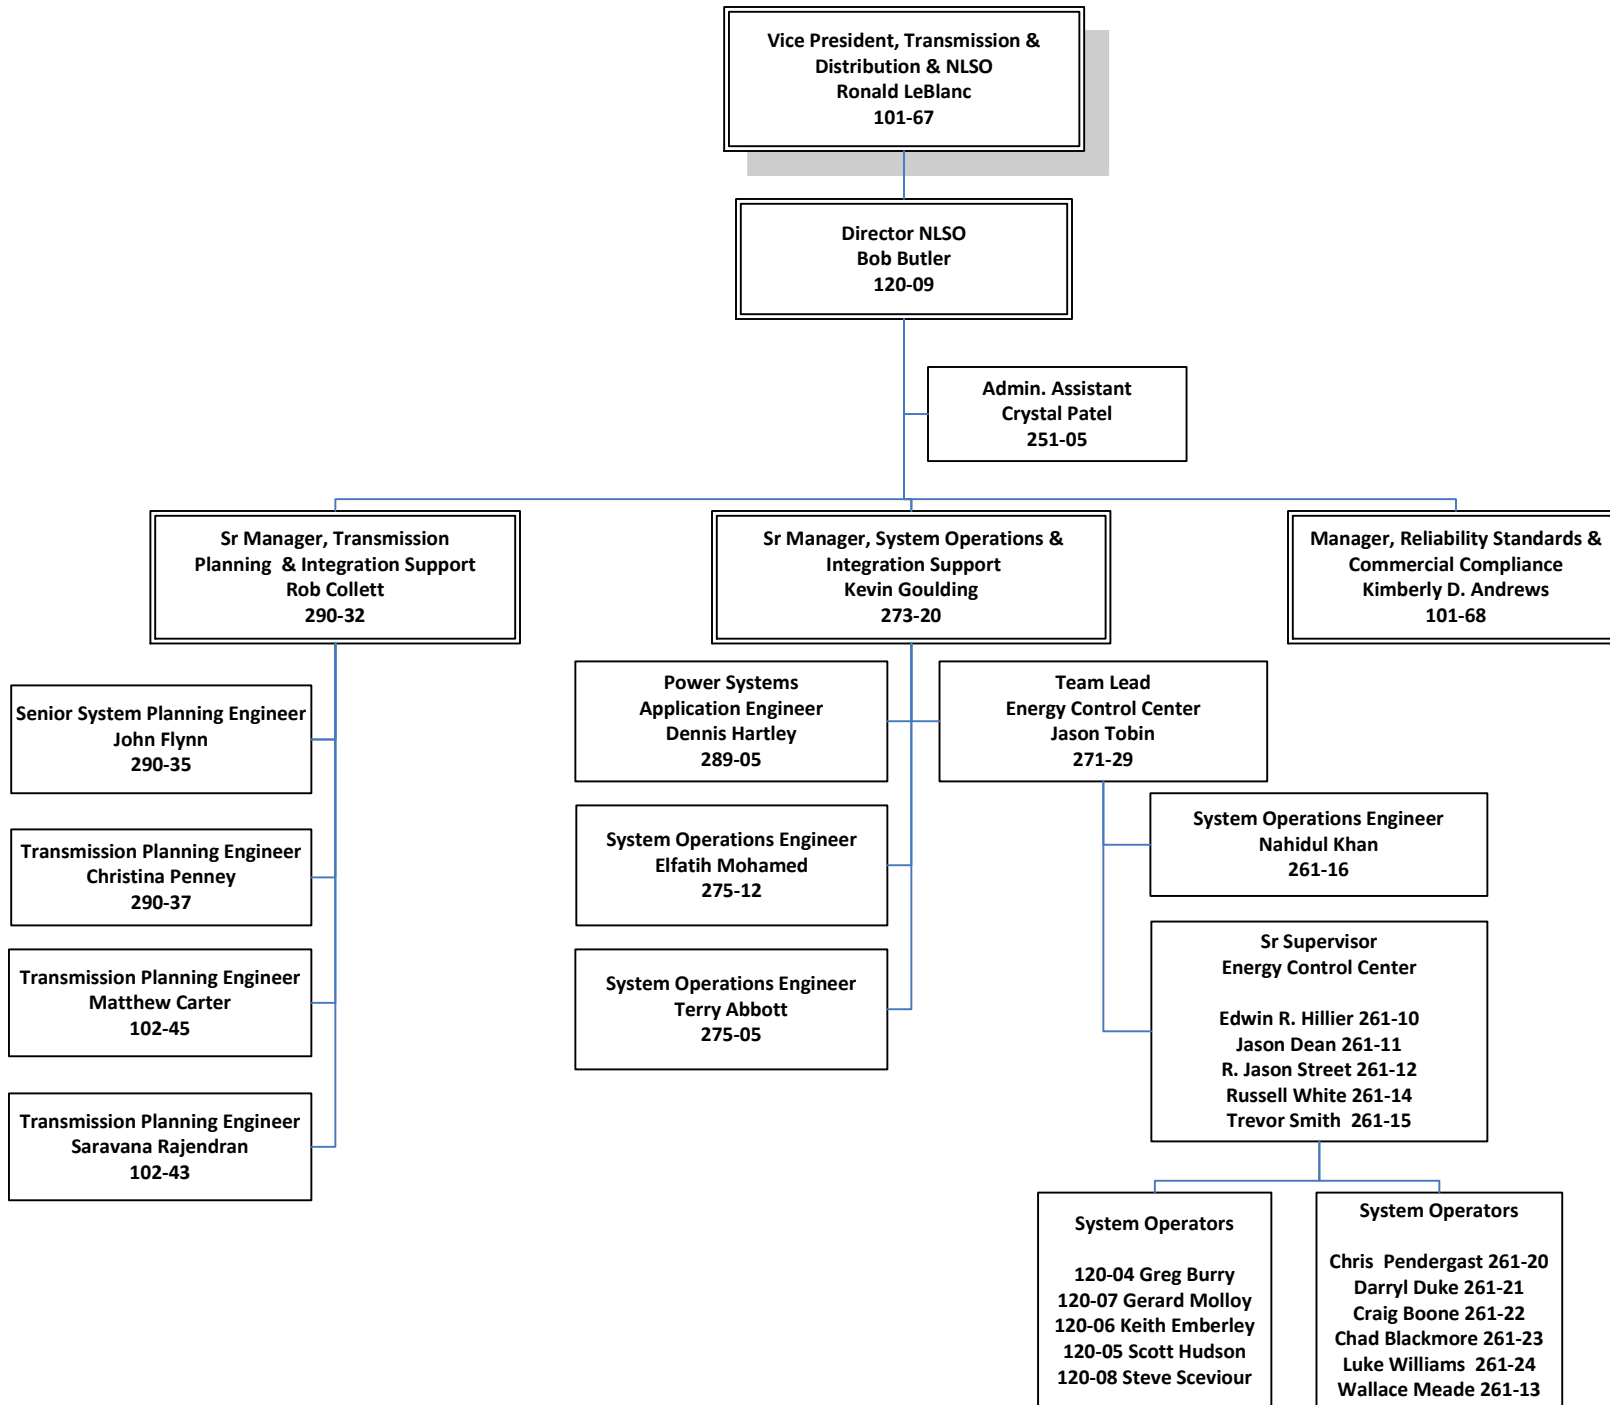 Vice President, Transmission &
Distribution & NLSO
Ronald LeBlanc
101-67
Director NLSO
Bob Butler
120-09
Admin. Assistant
Crystal Patel
251-05
Sr Manager, Transmission
Planning & Integration Support
Rob Collett
290-32
Sr Manager, System Operations &
Integration Support
Kevin Goulding
273-20
Manager, Reliability Standards &
Commercial Compliance
Kimberly D. Andrews
101-68
Senior System Planning Engineer
John Flynn
290-35
Transmission Planning Engineer
Christina Penney
290-37
Transmission Planning Engineer
Matthew Carter
102-45
Transmission Planning Engineer
Saravana Rajendran
102-43
Power Systems
Application Engineer
Dennis Hartley
289-05
System Operations Engineer
Elfatih Mohamed
275-12
System Operations Engineer
Terry Abbott
275-05
Team Lead
Energy Control Center
Jason Tobin
271-29
System Operations Engineer
Nahidul Khan
261-16
Sr Supervisor
Energy Control Center
Edwin R. Hillier 261-10
Jason Dean 261-11
R. Jason Street 261-12
Russell White 261-14
Trevor Smith 261-15
System Operators
120-04 Greg Burry
120-07 Gerard Molloy
120-06 Keith Emberley
120-05 Scott Hudson
120-08 Steve Sceviour
System Operators
Chris Pendergast 261-20
Darryl Duke 261-21
Craig Boone 261-22
Chad Blackmore 261-23
Luke Williams 261-24
Wallace Meade 261-13